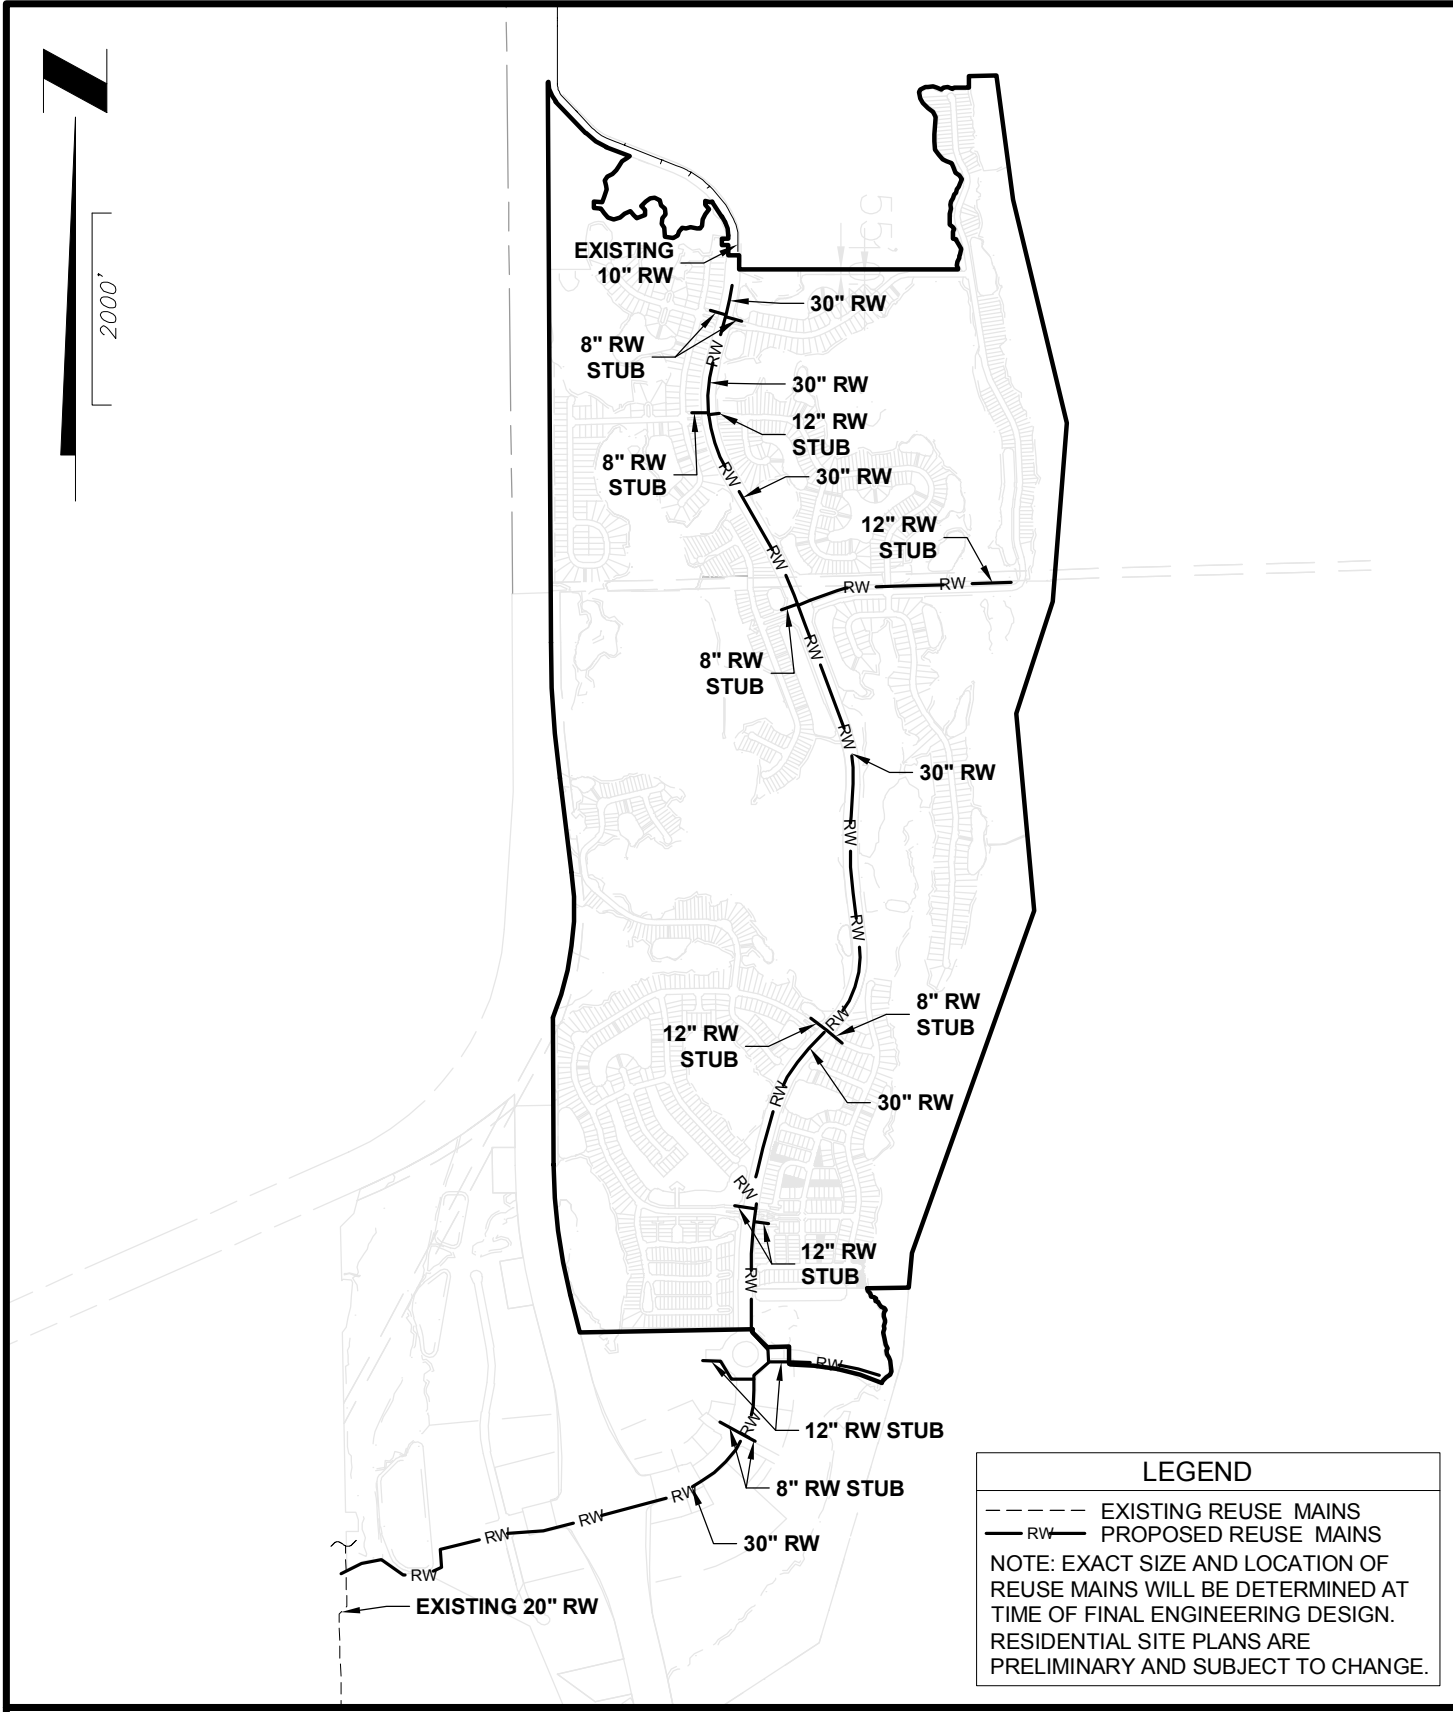 2000'
55'
EXISTING
10" RW
30" RW
8" RW
STUB
RW
30" RW
12" RW
STUB
8" RW
STUB
RW
30" RW
12" RW
STUB
RW
RW
RW
8" RW
STUB
RW
RW
30" RW
RW
RW
8" RW
STUB
12" RW
STUB
RW
30" RW
RW
RW
12" RW
STUB
RW
RW
12" RW STUB
RW
8" RW STUB
RW
RW
RW
30" RW
RW
EXISTING 20" RW
LEGEND
EXISTING REUSE MAINS
RW
PROPOSED REUSE MAINS
NOTE: EXACT SIZE AND LOCATION OF
REUSE MAINS WILL BE DETERMINED AT
TIME OF FINAL ENGINEERING DESIGN.
RESIDENTIAL SITE PLANS ARE
PRELIMINARY AND SUBJECT TO CHANGE.